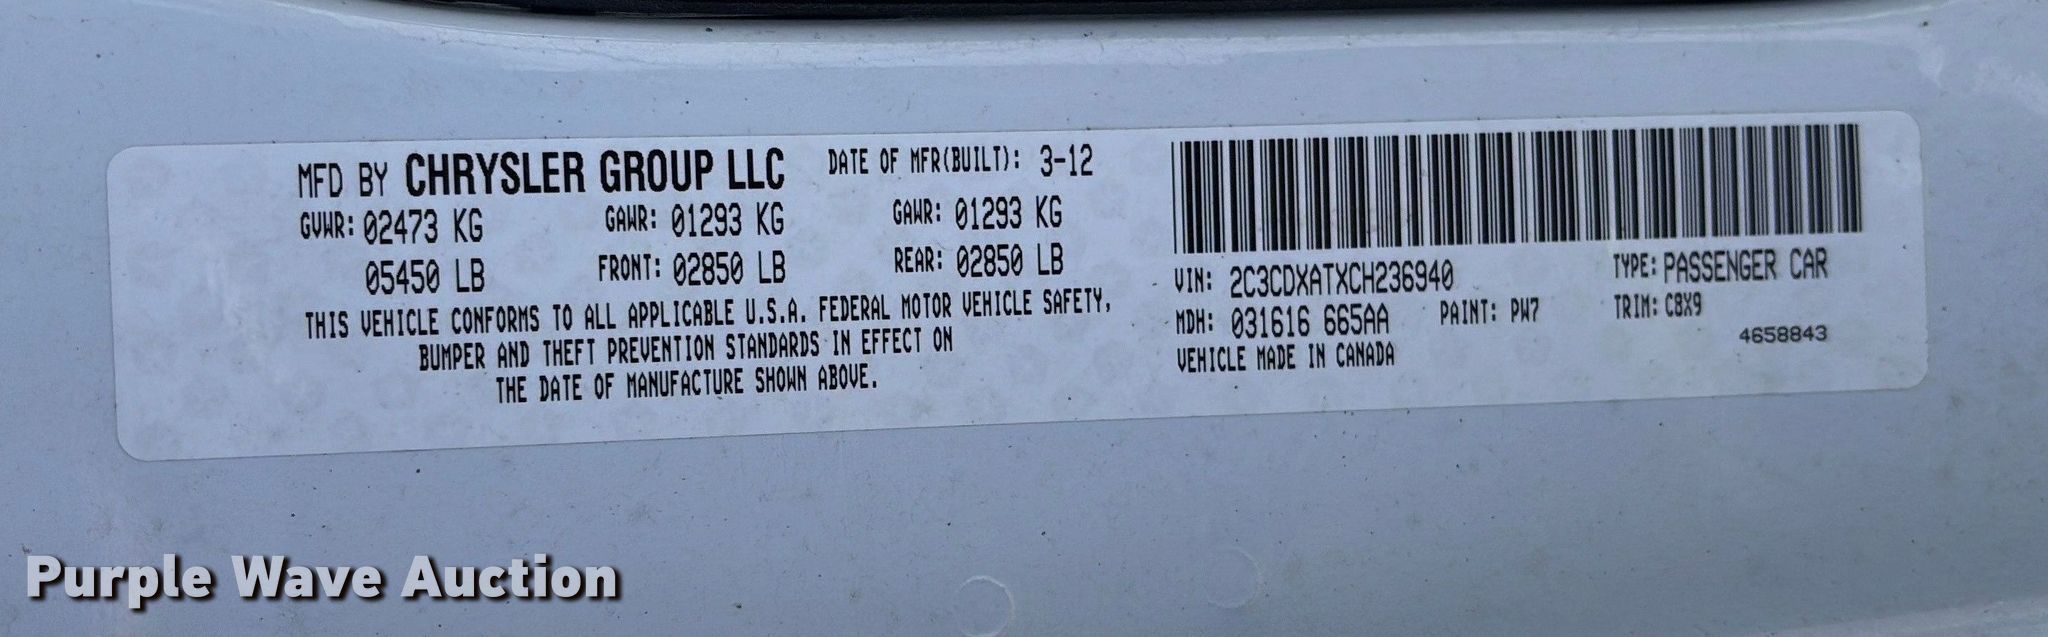 MFD BY CHRYSLER GROUP LLC DATE OF MFR(BUILT): 3-12
GVWR: 02473 KG GAWR: 01293 KG GAWR: 01293 KG
05450 LB FRONT: 02850 LB REAR: 02850 LB
THIS VEHICLE CONFORMS TO ALL APPLICABLE U.S.A. FEDERAL MOTOR VEHICLE SAFETY,
BUMPER AND THEFT PREVENTION STANDARDS IN EFFECT ON
THE DATE OF MANUFACTURE SHOWN ABOVE.
VIN: 2C3CDXATXCH236940 TYPE: PASSENGER CAR
MDH: 031616 665AA PAINT: PW7 TRIM: C8X9
VEHICLE MADE IN CANADA 4658843
Purple Wave Auction